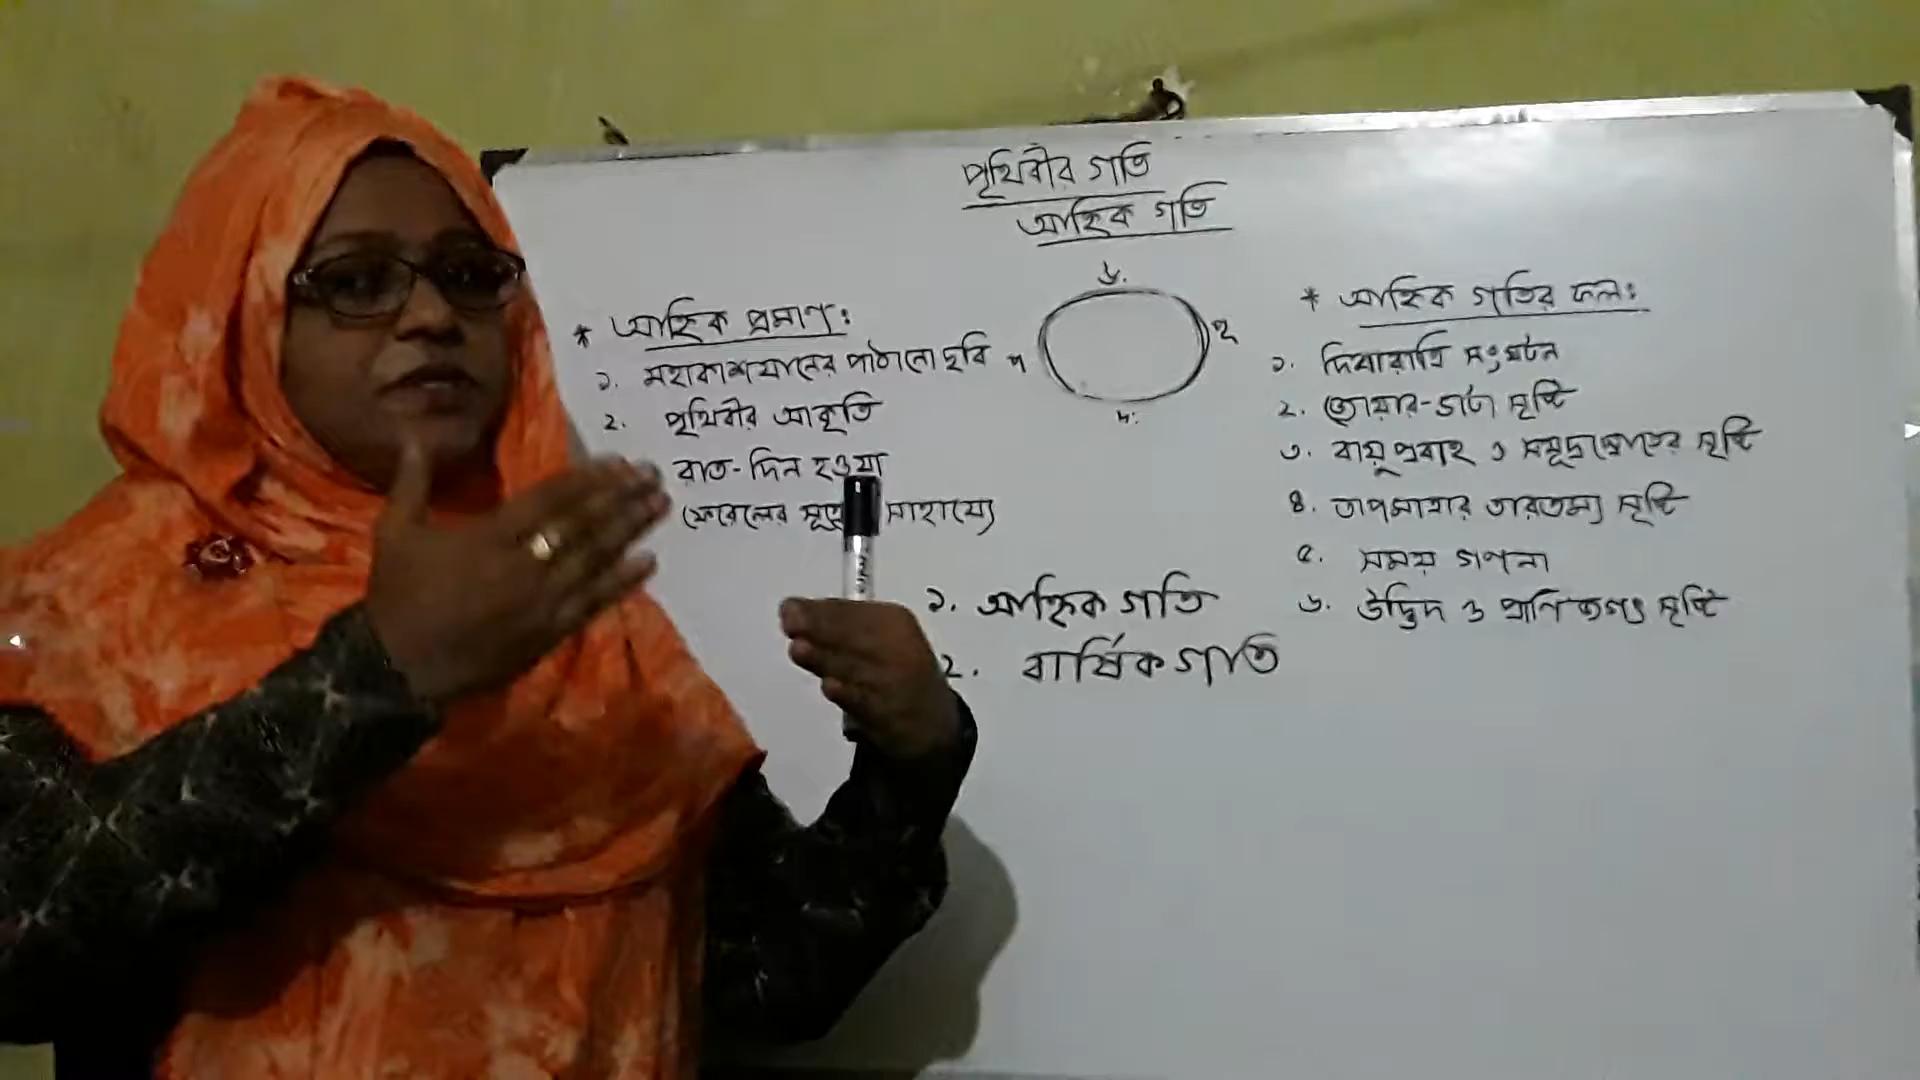 পৃথিবীর গতি
আহ্নিক গতি
* আহ্নিক প্রমাণ:
১. মহাকাশযানের পাঠানো ছবি
২. পৃথিবীর আকৃতি
রাত-দিন হওয়া
ফেরেলের সাহায্যে
উ.
প
পূ
দ.
* আহ্নিক গতির ফল:
১. দিবারাত্রি সংঘটন
২. জোয়ার-ভাটা সৃষ্টি
৩. বায়ুপ্রবাহ ও সমুদ্রস্রোতের সৃষ্টি
৪. তাপমাত্রার তারতম্য সৃষ্টি
৫. সময় গণনা
৬. উদ্ভিদ ও প্রাণিজগৎ সৃষ্টি
১. আহ্নিক গতি
২. বার্ষিক গতি